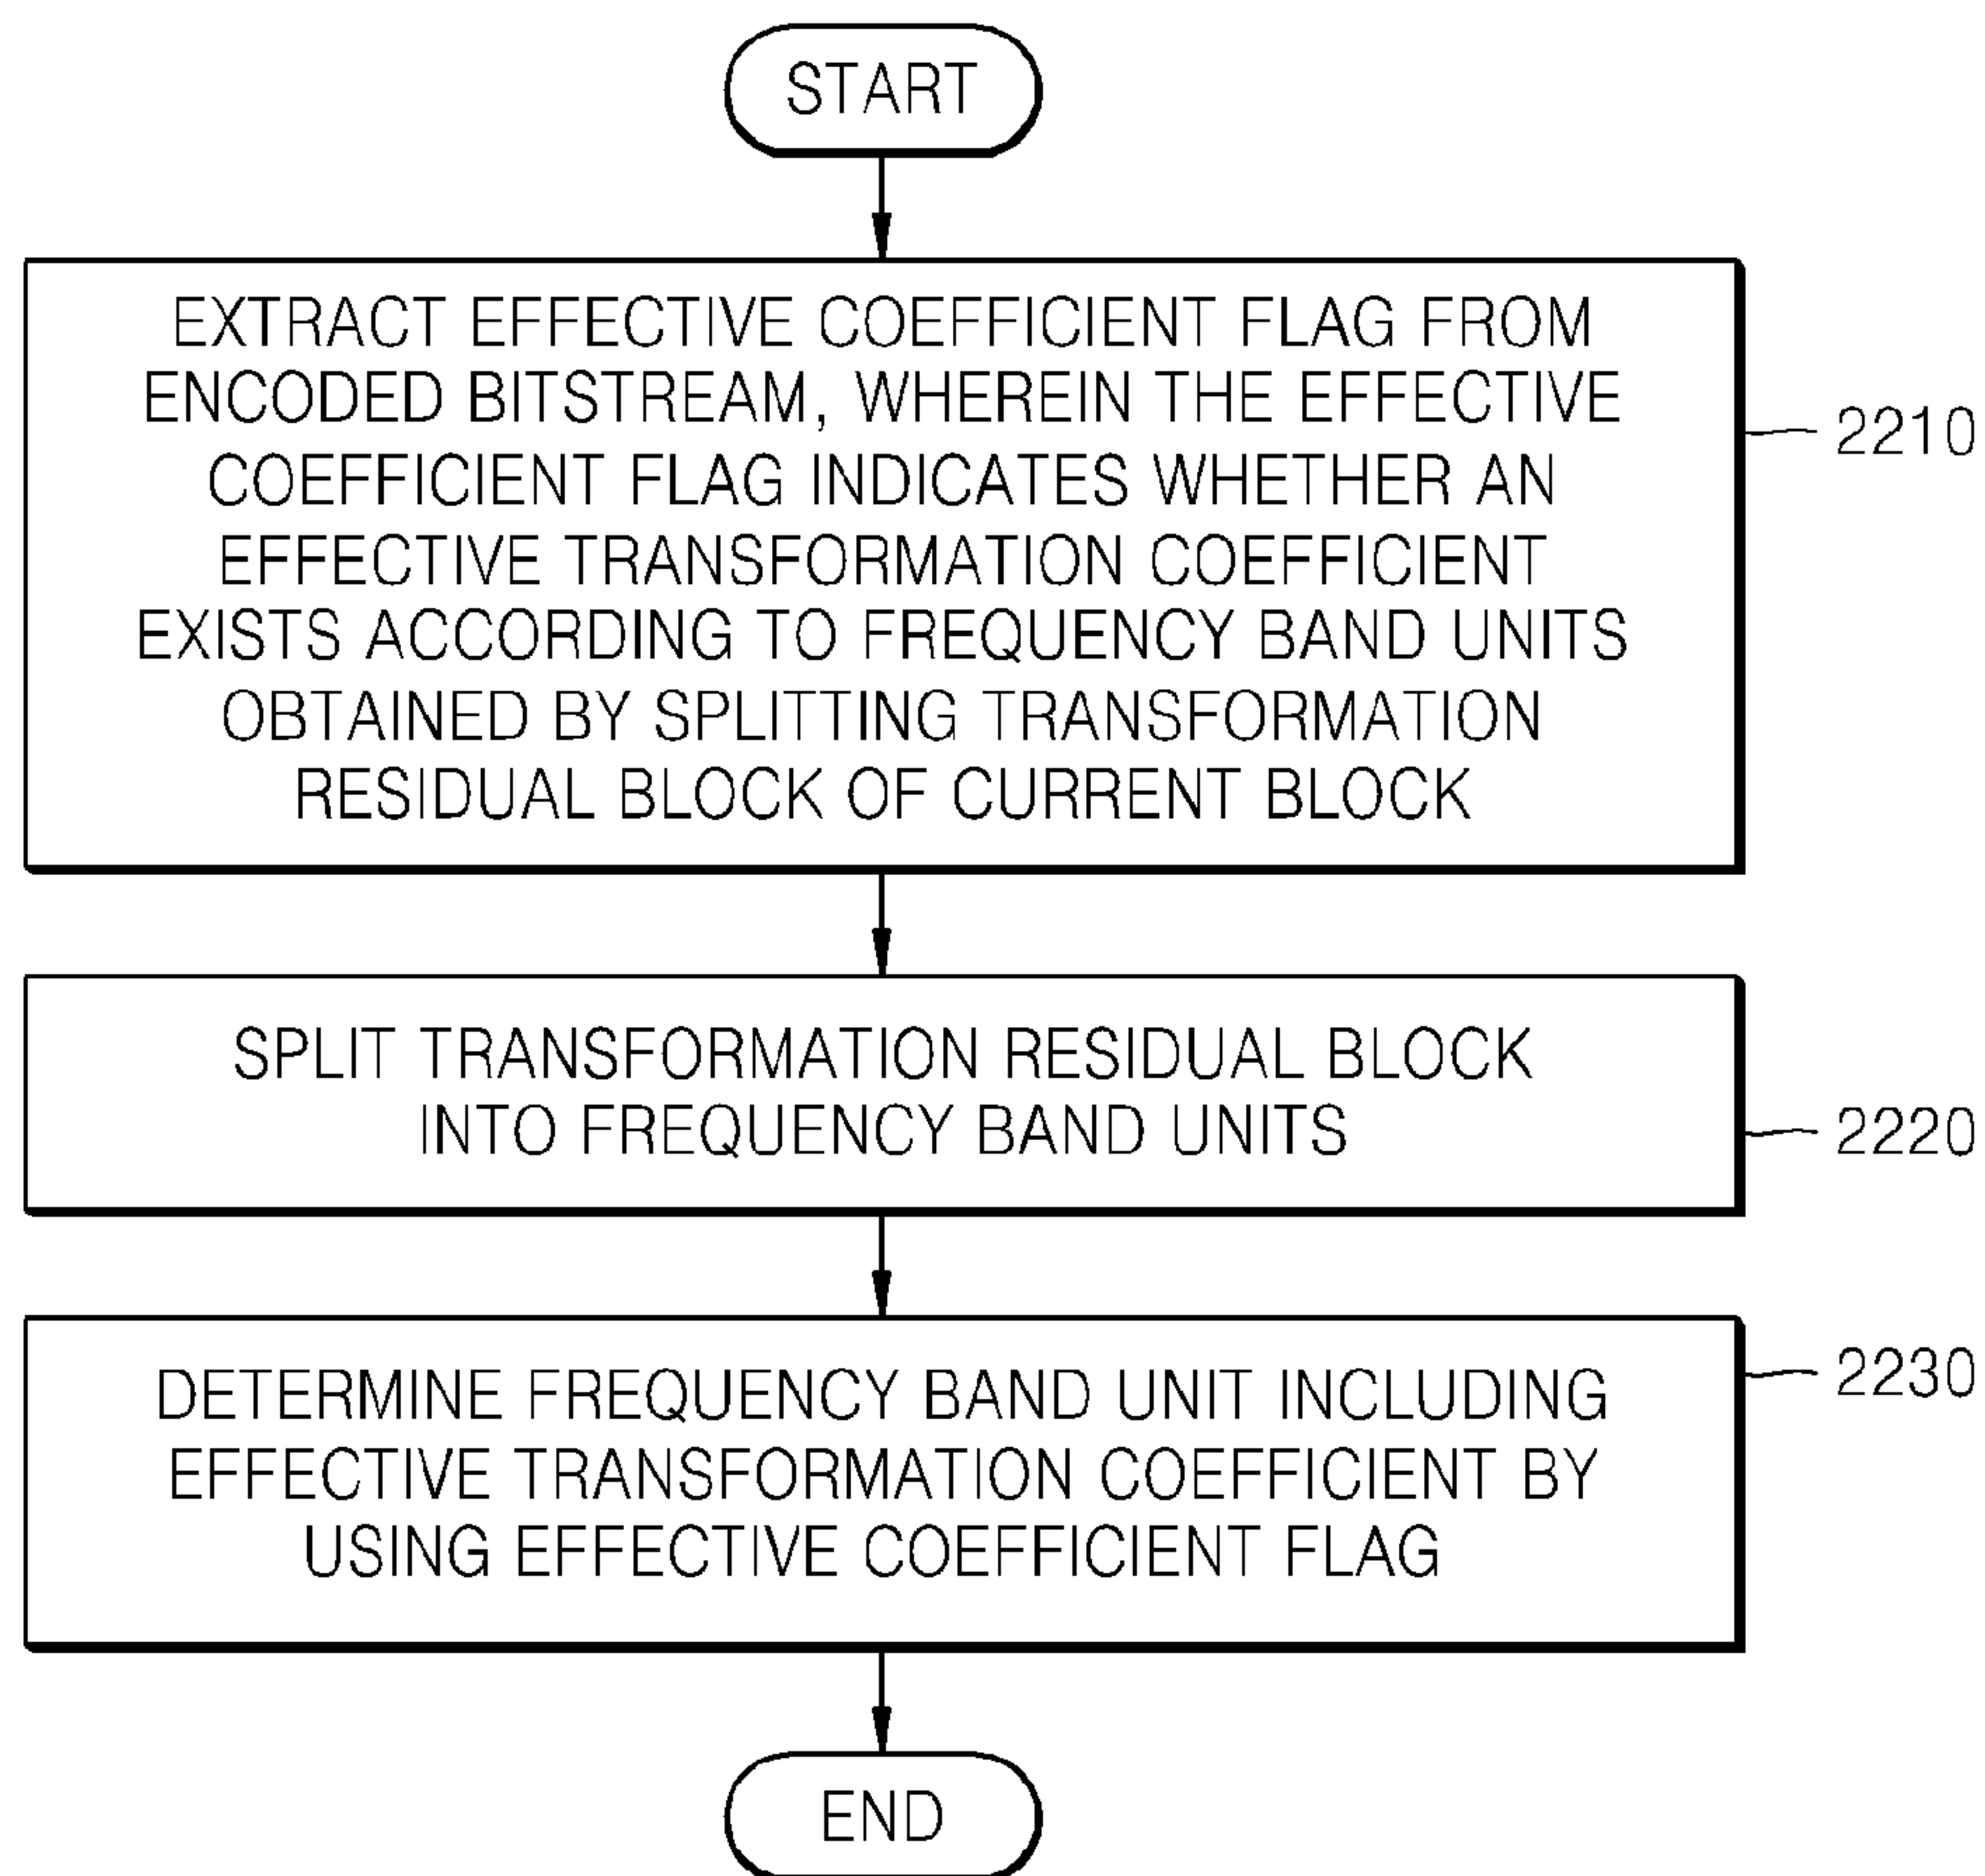 START
EXTRACT EFFECTIVE COEFFICIENT FLAG FROM
ENCODED BITSTREAM, WHEREIN THE EFFECTIVE
COEFFICIENT FLAG INDICATES WHETHER AN
EFFECTIVE TRANSFORMATION COEFFICIENT
EXISTS ACCORDING TO FREQUENCY BAND UNITS
OBTAINED BY SPLITTING TRANSFORMATION
RESIDUAL BLOCK OF CURRENT BLOCK
2210
SPLIT TRANSFORMATION RESIDUAL BLOCK
INTO FREQUENCY BAND UNITS
2220
DETERMINE FREQUENCY BAND UNIT INCLUDING
EFFECTIVE TRANSFORMATION COEFFICIENT BY
USING EFFECTIVE COEFFICIENT FLAG
2230
END